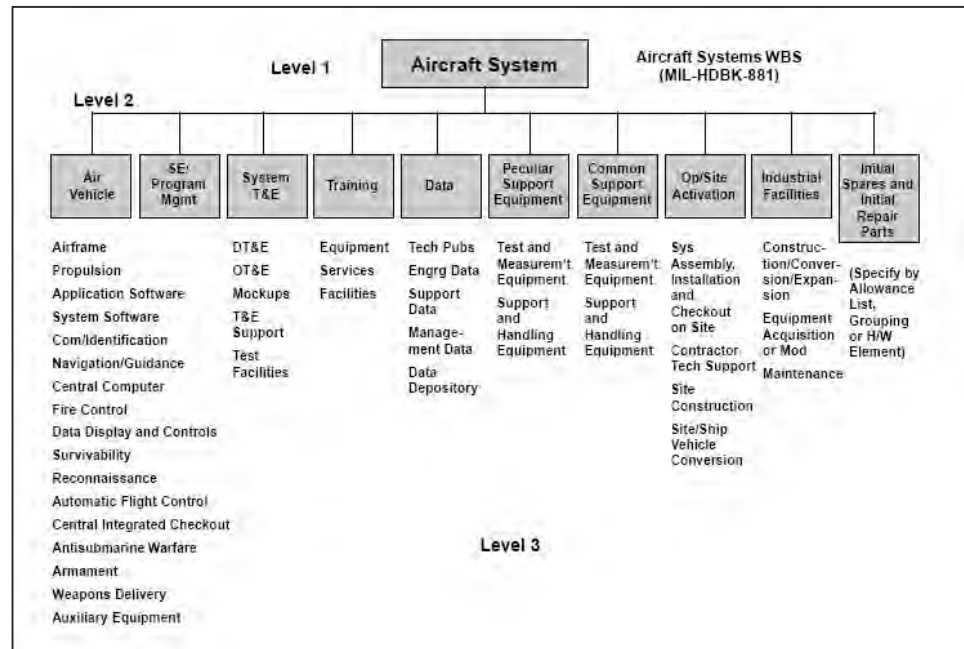 Level 1
Aircraft System
Aircraft Systems WBS
(MIL-HDBK-881)
Level 2
Air
Vehicle
SE/
Program
Mgmt
System
T&E
Training
Data
Peculiar
Support
Equipment
Common
Support
Equipment
Op/Site
Activation
Industrial
Facilities
Initial
Spares and
Initial
Repair
Parts
Airframe
Propulsion
Application Software
System Software
Com/Identification
Navigation/Guidance
Central Computer
Fire Control
Data Display and Controls
Survivability
Reconnaissance
Automatic Flight Control
Central Integrated Checkout
Antisubmarine Warfare
Armament
Weapons Delivery
Auxiliary Equipment
DT&E
OT&E
Mockups
T&E
Support
Test
Facilities
Equipment
Services
Facilities
Tech Pubs
Engrg Data
Support
Data
Manage-
ment Data
Data
Depository
Test and
Measurem't
Equipment
Support
and
Handling
Equipment
Test and
Measurem't
Equipment
Support
and
Handling
Equipment
Sys
Assembly,
Installation
and
Checkout
on Site
Contractor
Tech Support
Site
Construction
Site/Ship
Vehicle
Conversion
Construc-
tion/Conver-
sion/Expan-
sion
Equipment
Acquisition
or Mod
Maintenance
(Specify by
Allowance
List,
Grouping
or H/W
Element)
Level 3